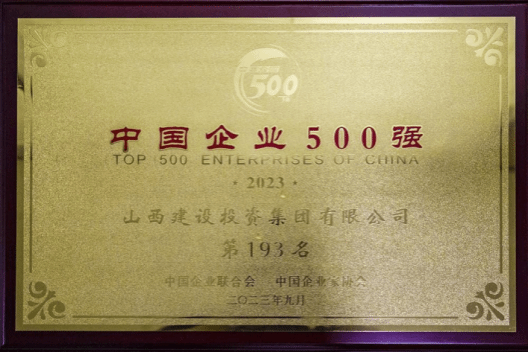 500
中国企业500强
TOP 500 ENTERPRISES OF CHINA
·2023·
山西建设投资集团有限公司
第193名
中国企业联合会 中国企业家协会
二〇二三年九月